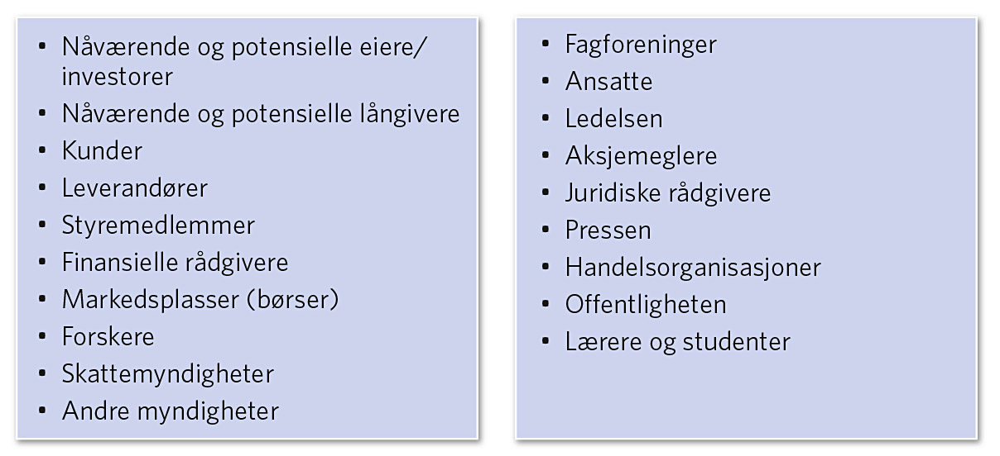 • Nåværende og potensielle eiere/
investorer
• Nåværende og potensielle långivere
• Kunder
• Leverandører
• Styremedlemmer
• Finansielle rådgivere
• Markedsplasser (børser)
• Forskere
• Skattemyndigheter
• Andre myndigheter
• Fagforeninger
• Ansatte
• Ledelsen
• Aksjemeglere
• Juridiske rådgivere
• Pressen
• Handelsorganisasjoner
• Offentligheten
• Lærere og studenter